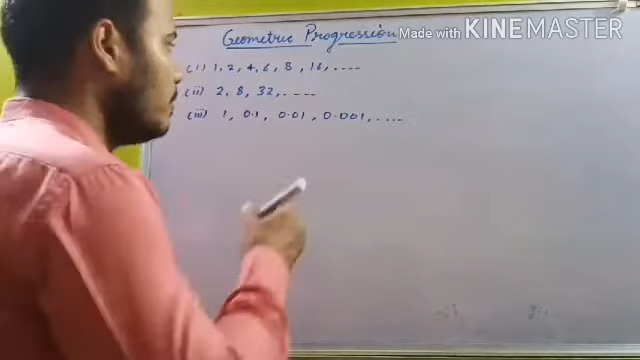 Geometric Progression
Made with KINEMASTER
(i) 1, 2, 4, 6, 8, 16, ....
(ii) 2, 8, 32, ....
(iii) 1, 0.1, 0.01, 0.001, ....